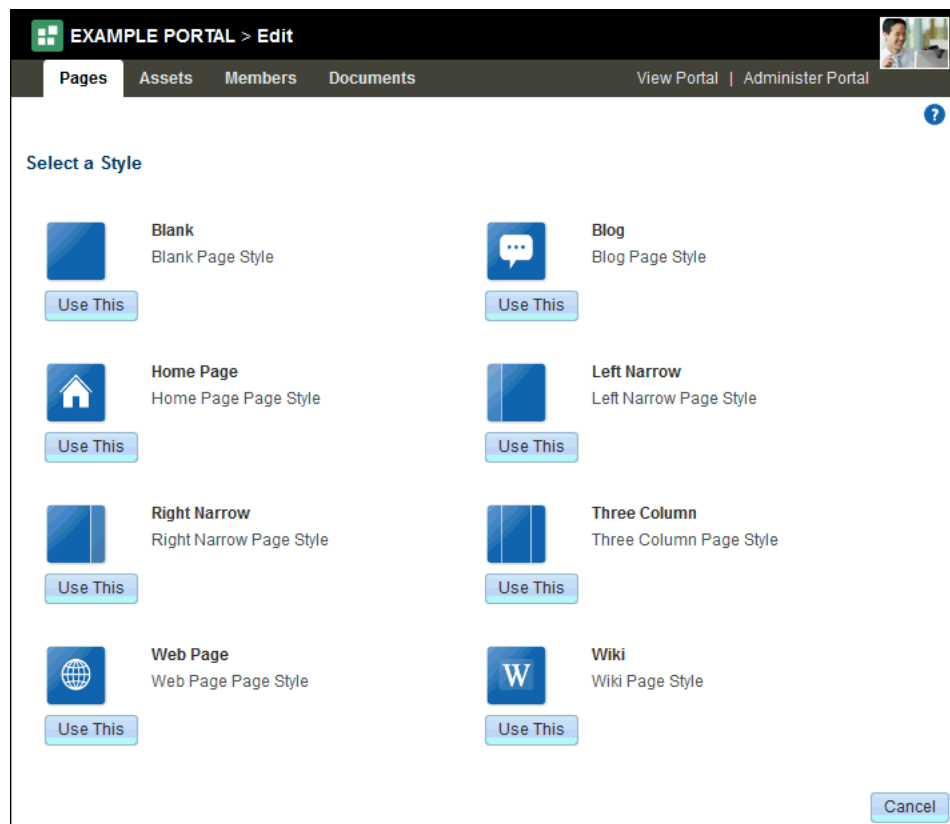 EXAMPLE PORTAL > Edit
Pages Assets Members Documents View Portal | Administer Portal
?
Select a Style
Blank
Blank Page Style
Use This
Blog
Blog Page Style
Use This
Home Page
Home Page Page Style
Use This
Left Narrow
Left Narrow Page Style
Use This
Right Narrow
Right Narrow Page Style
Use This
Three Column
Three Column Page Style
Use This
Web Page
Web Page Page Style
Use This
W
Wiki
Wiki Page Style
Use This
Cancel